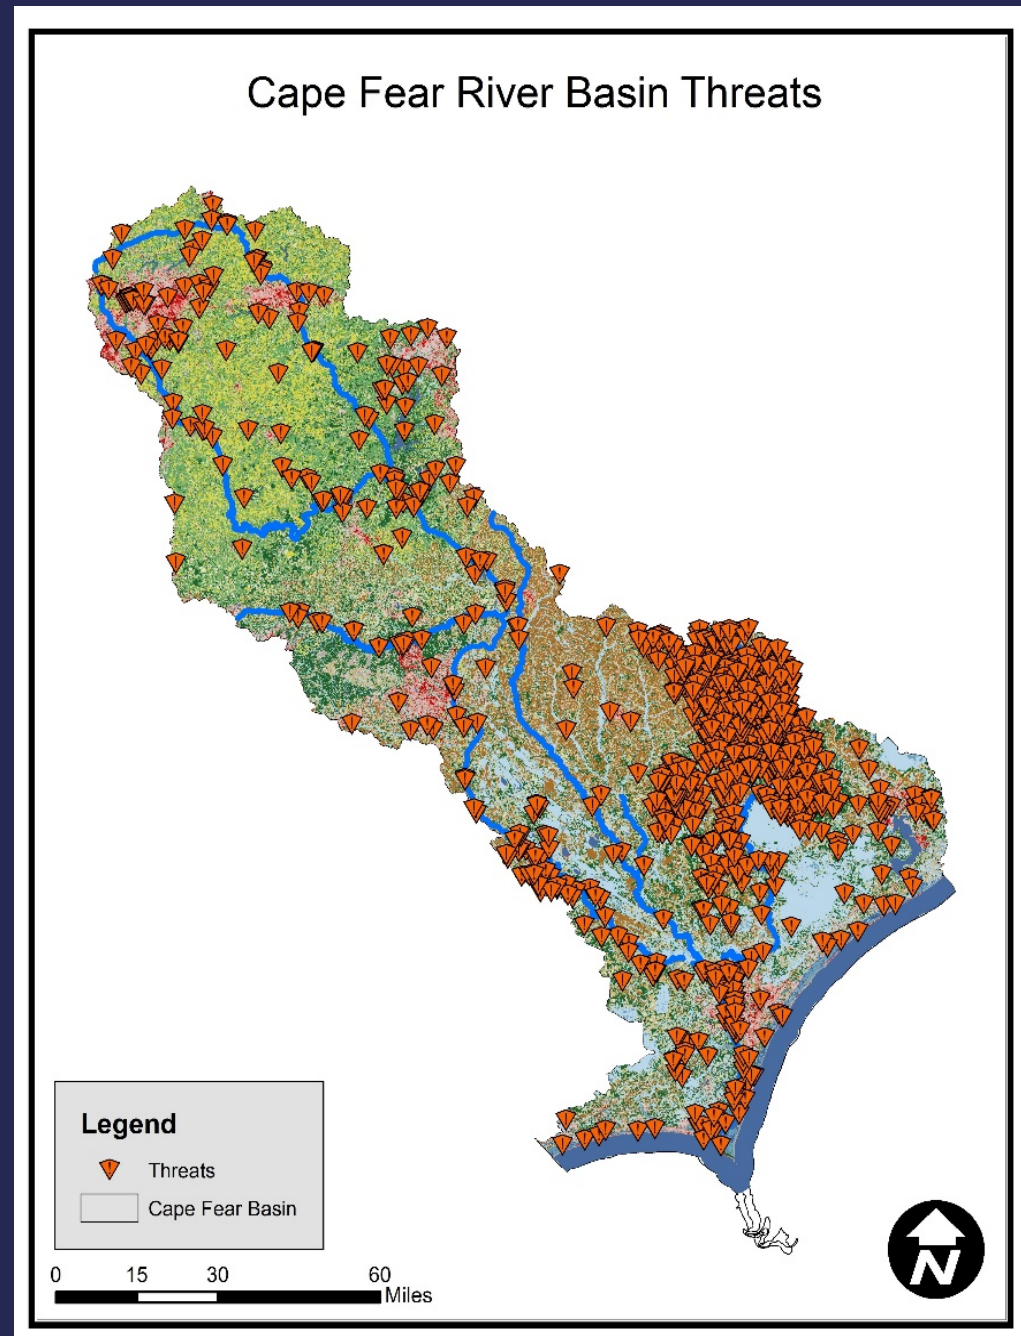 Cape Fear River Basin Threats
Legend
Threats
Cape Fear Basin
0 15 30 60
Miles
N